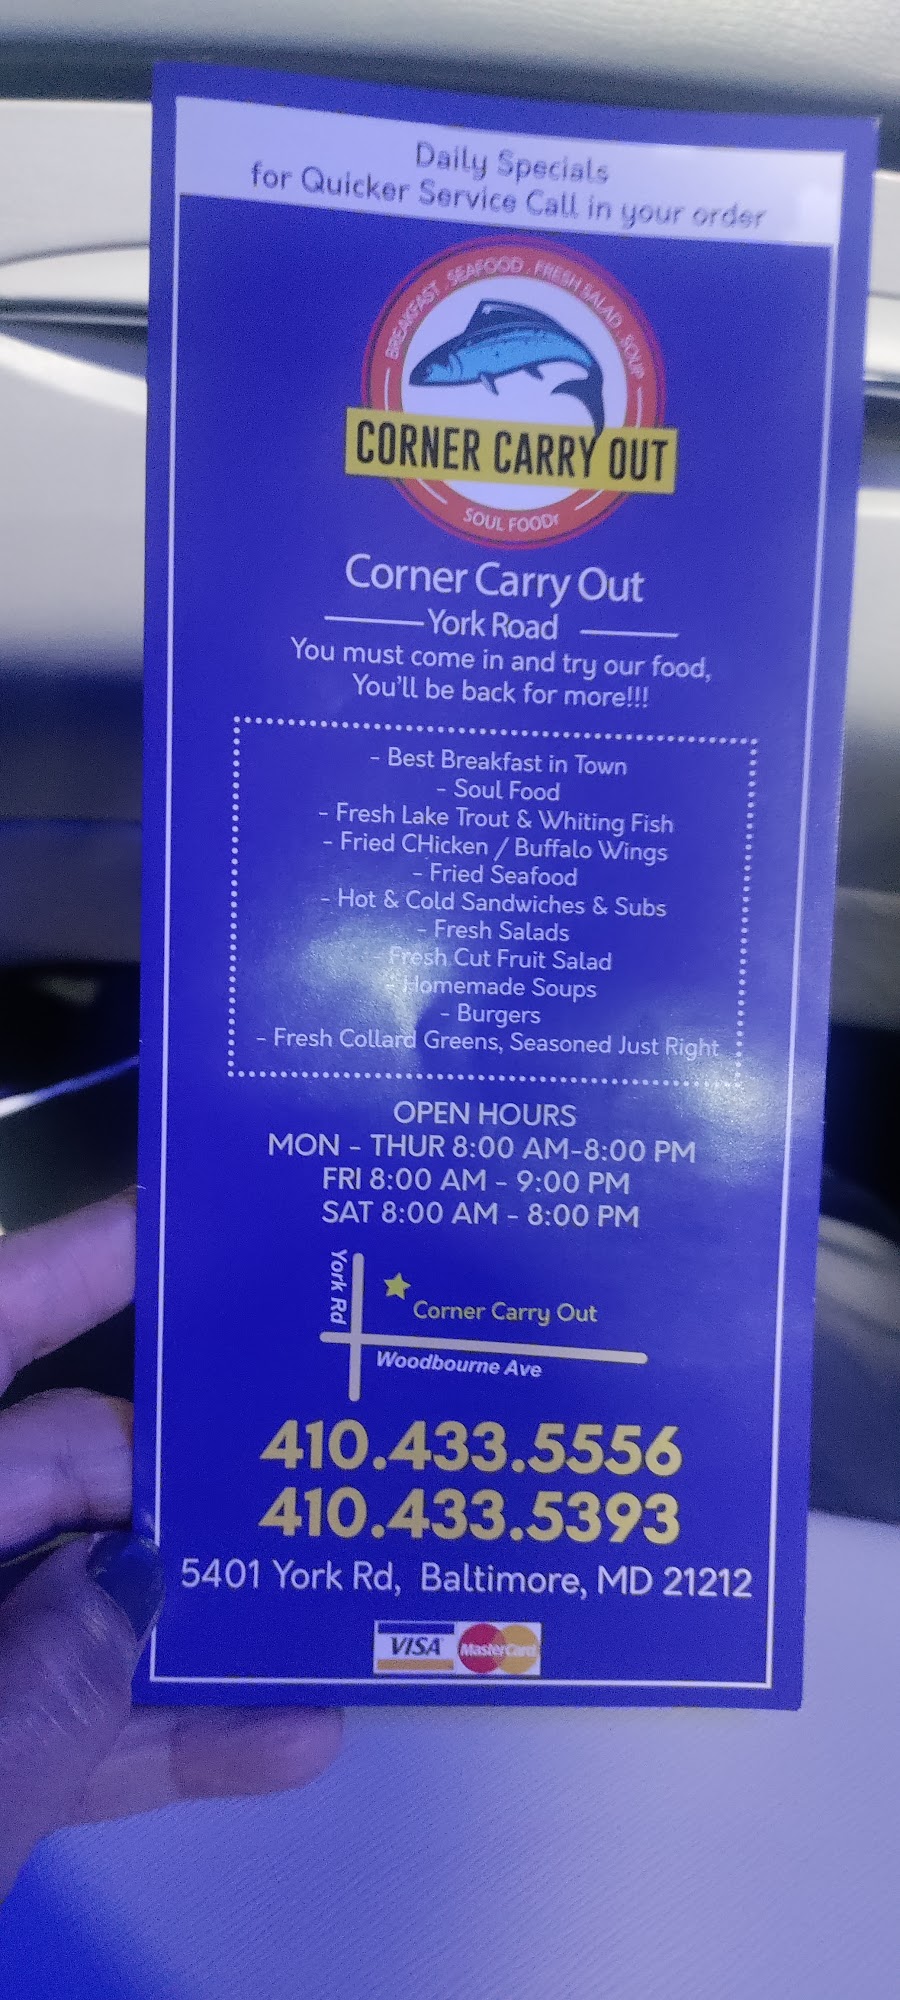 Daily Specials
for Quicker Service Call in your order
BREAKFAST . SEAFOOD . FRESH SALAD . SOUP
CORNER CARRY OUT
SOUL FOODr
Corner Carry Out
York Road
You must come in and try our food,
You'll be back for more!!!
- Best Breakfast in Town
- Soul Food
- Fresh Lake Trout & Whiting Fish
- Fried CHicken / Buffalo Wings
- Fried Seafood
- Hot & Cold Sandwiches & Subs
- Fresh Salads
- Fresh Cut Fruit Salad
- Homemade Soups
- Burgers
- Fresh Collard Greens, Seasoned Just Right
OPEN HOURS
MON - THUR 8:00 AM-8:00 PM
FRI 8:00 AM - 9:00 PM
SAT 8:00 AM - 8:00 PM
York Rd
Corner Carry Out
Woodbourne Ave
410.433.5556
410.433.5393
5401 York Rd, Baltimore, MD 21212
VISA MasterCard